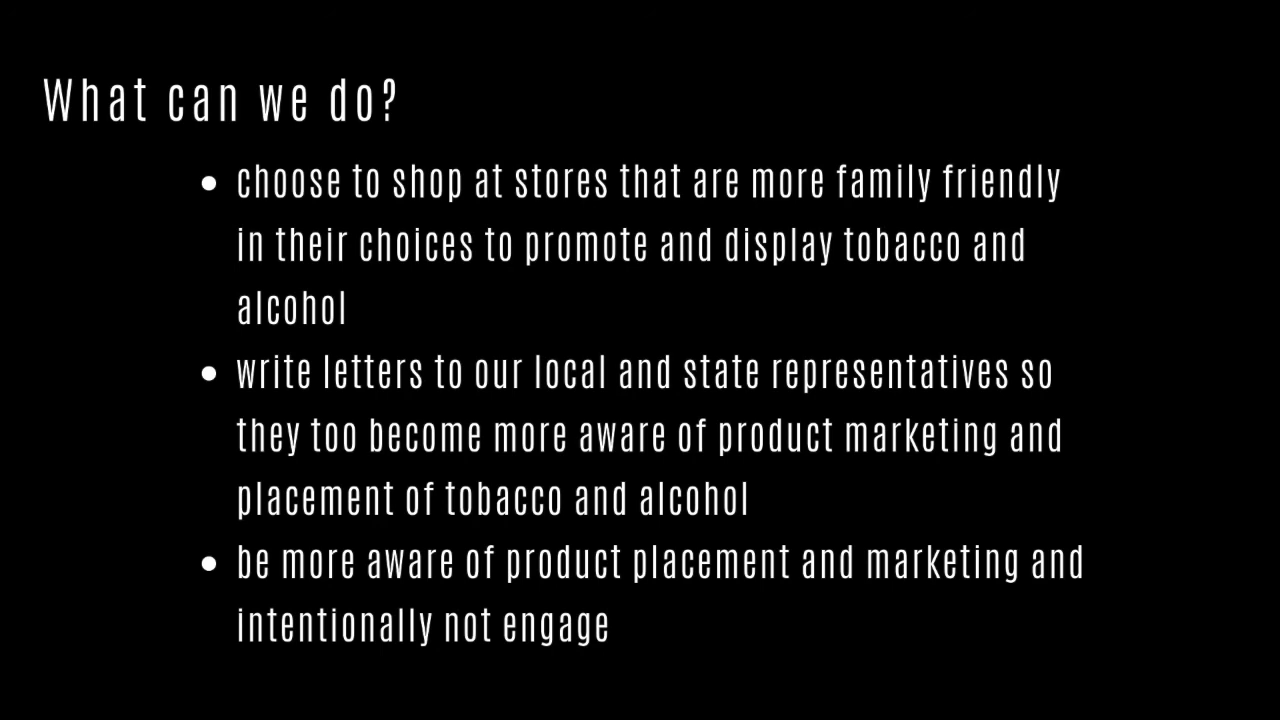 What can we do?
• choose to shop at stores that are more family friendly
in their choices to promote and display tobacco and
alcohol
• write letters to our local and state representatives so
they too become more aware of product marketing and
placement of tobacco and alcohol
• be more aware of product placement and marketing and
intentionally not engage